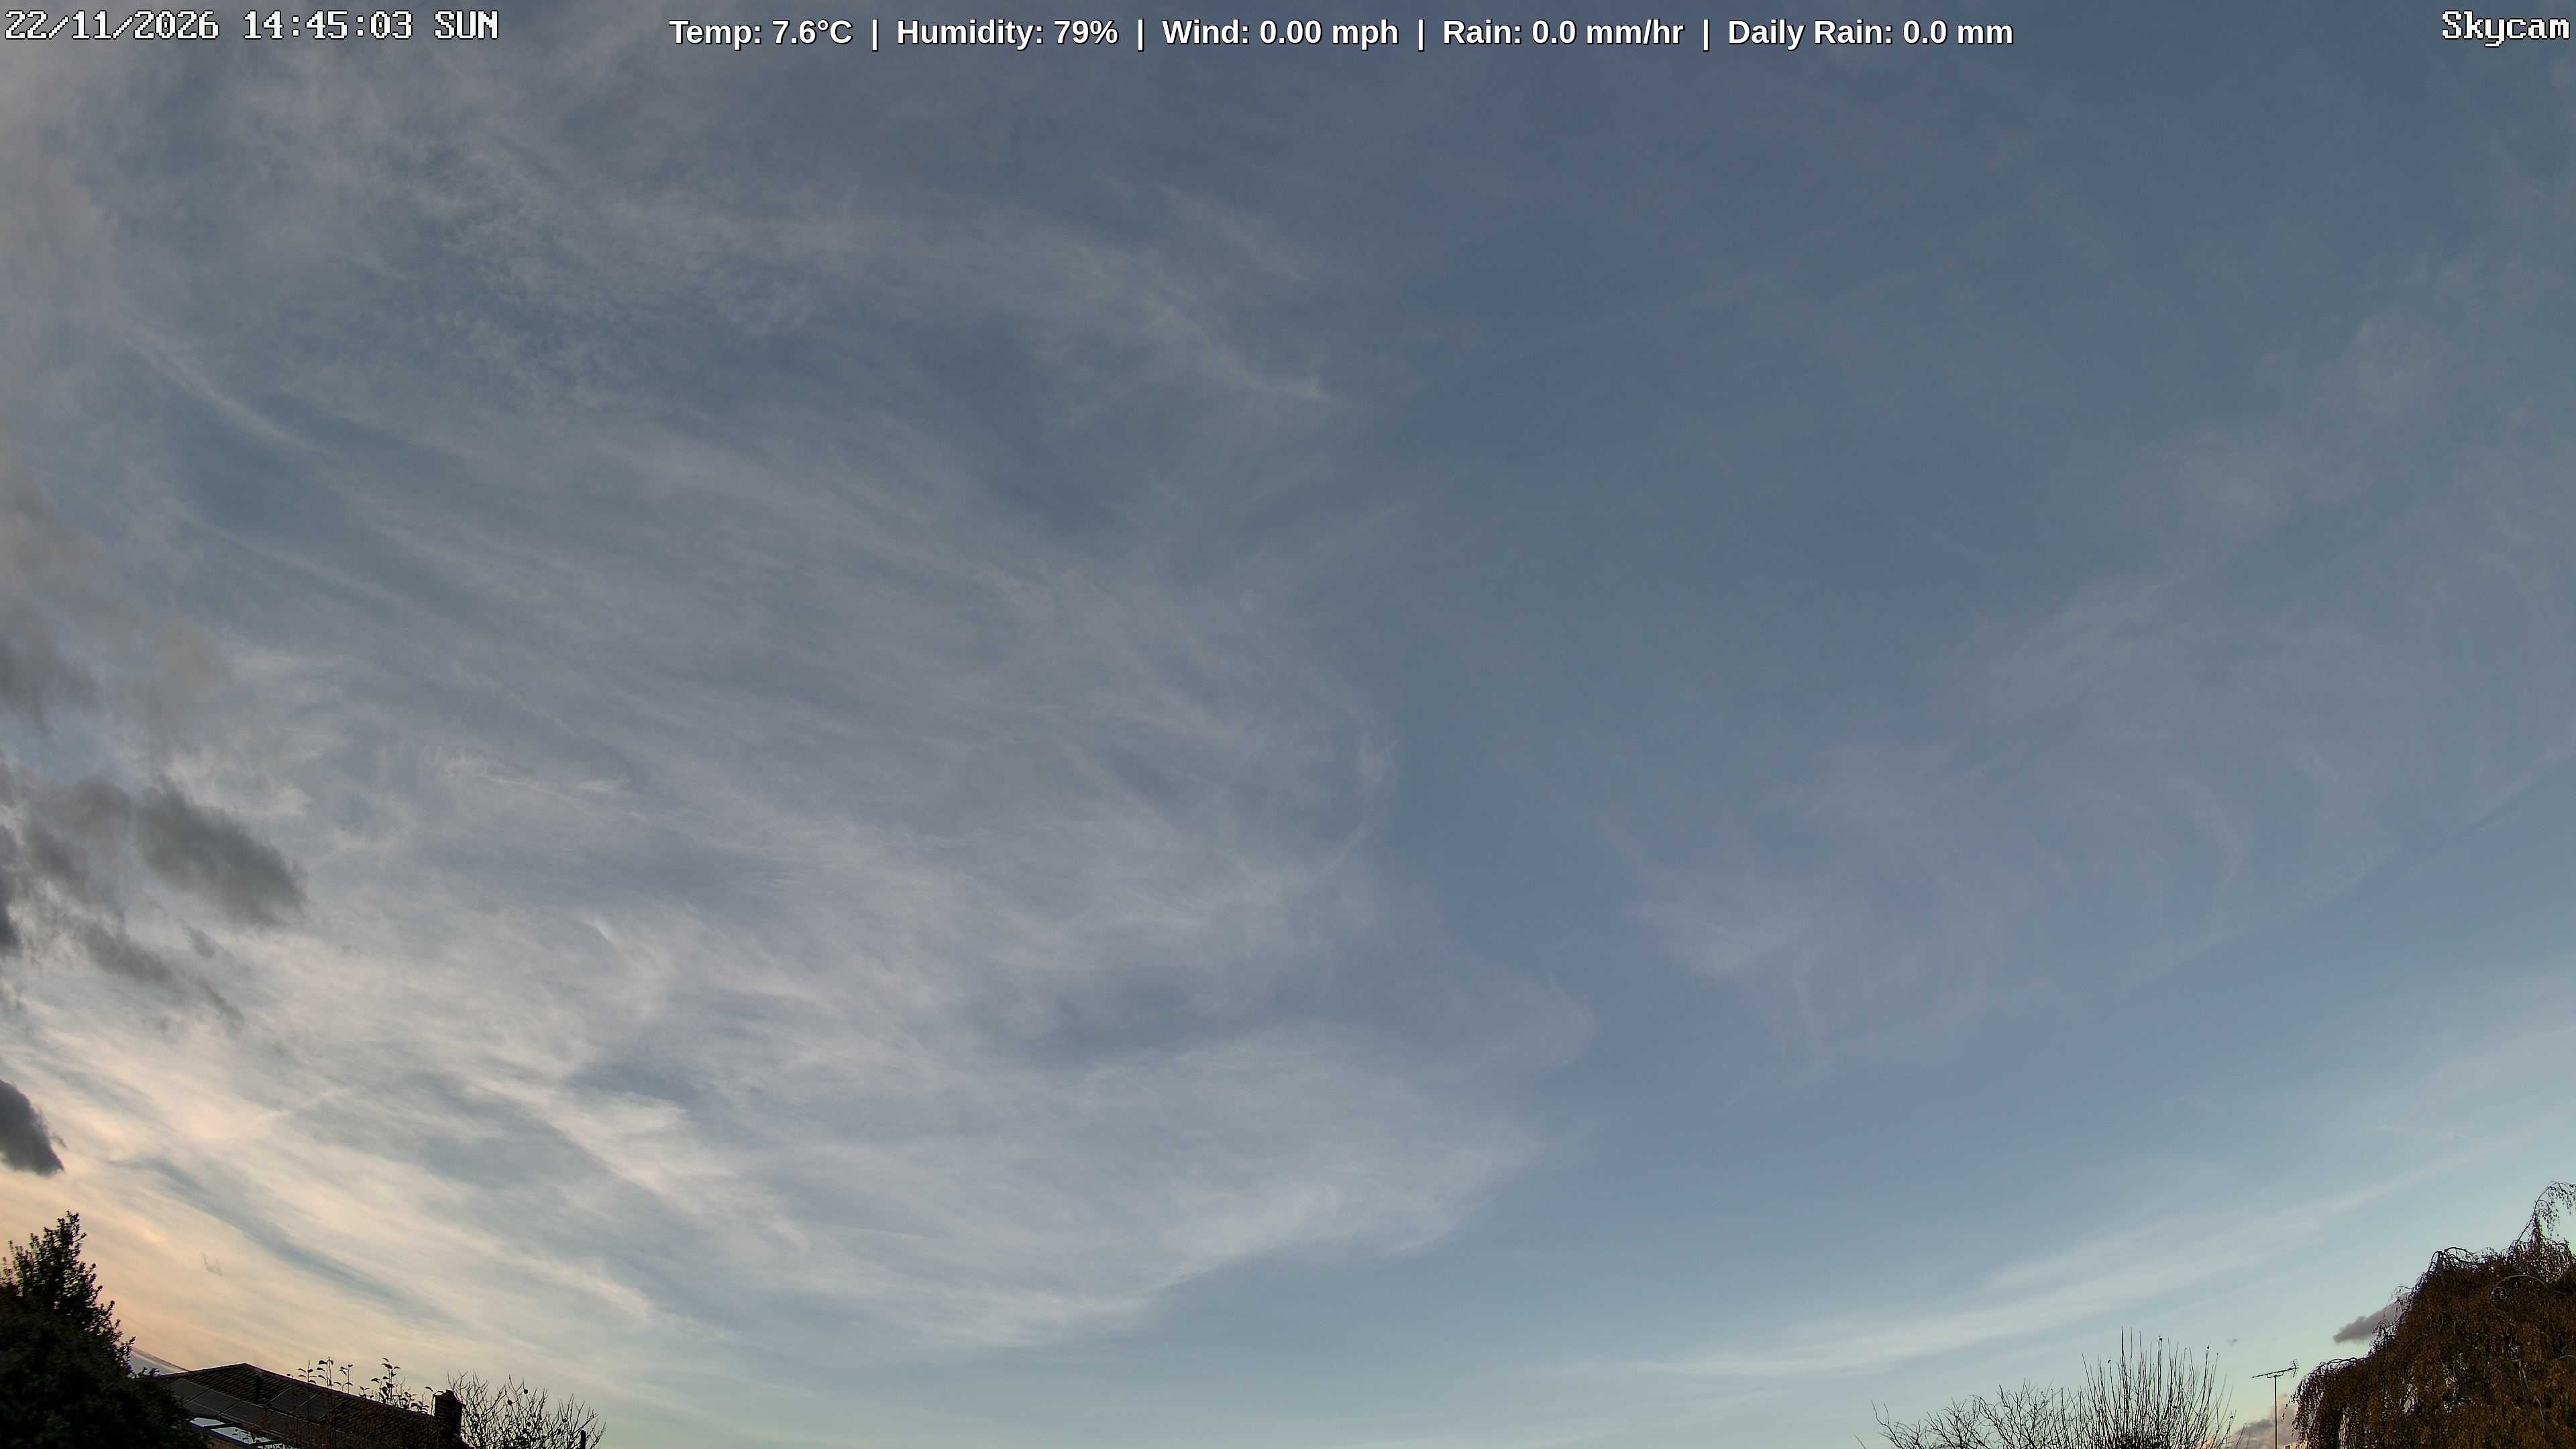 22/11/2026 14:45:03 SUN
Temp: 7.6°C | Humidity: 79% | Wind: 0.00 mph | Rain: 0.0 mm/hr | Daily Rain: 0.0 mm
Skycam